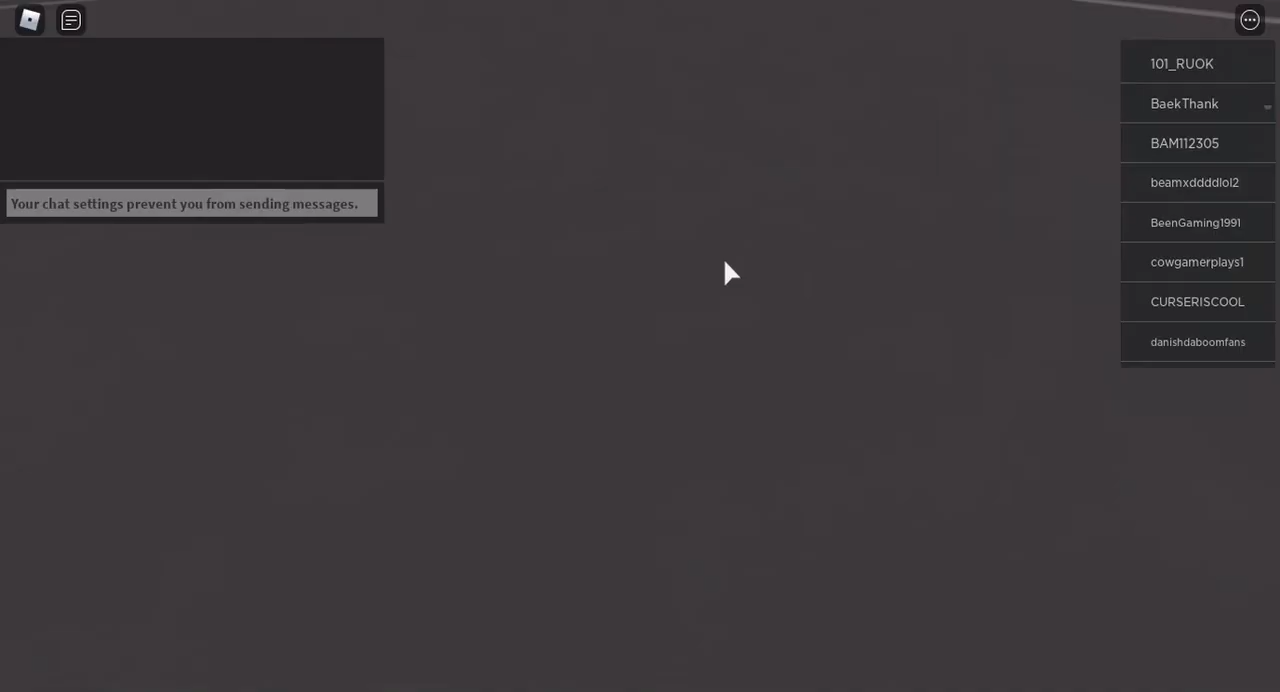 Your chat settings prevent you from sending messages.
101_RUOK
BaekThank
BAM112305
beamxddddlol2
BeenGaming1991
cowgamerplays1
CURSERISCOOL
danishdaboomfans